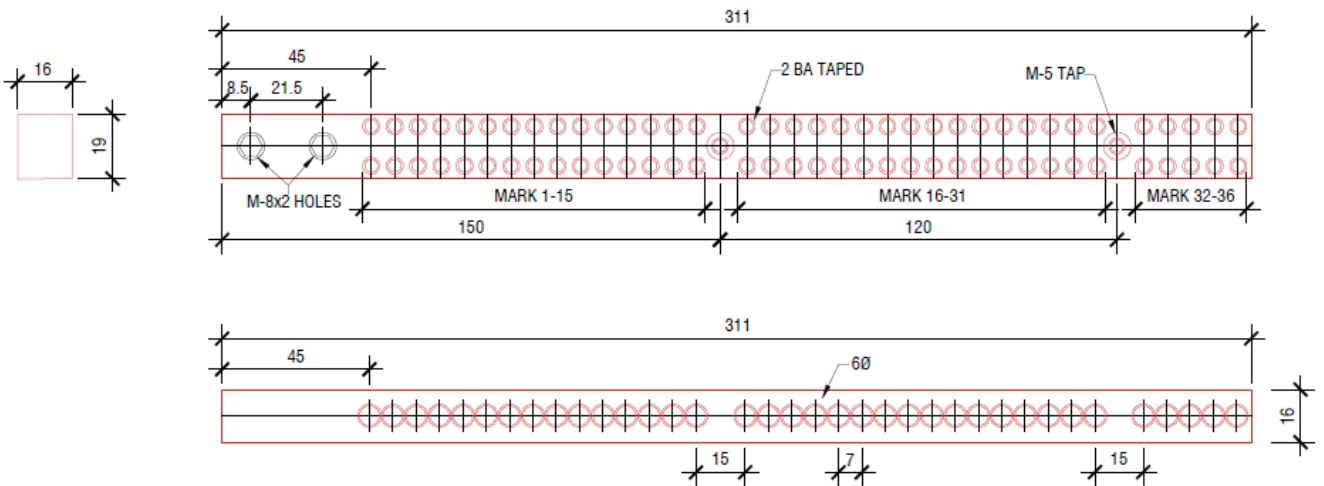 311
45
16
8.5
21.5
2 BA TAPED
M-5 TAP
19
M-8x2 HOLES
MARK 1-15
MARK 16-31
MARK 32-36
150
120
311
45
6Ø
16
15
7
15